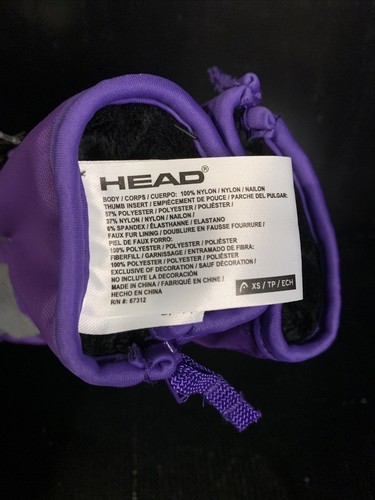 HEAD®
BODY / CORPS / CUERPO: 100% NYLON / NYLON / NAILON
THUMB INSERT / EMPIÈCEMENT DE POUCE / PARCHE DEL PULGAR:
57% POLYESTER / POLYESTER / POLIÉSTER /
37% NYLON / NYLON / NAILON /
6% SPANDEX / ÉLASTHANNE / ELASTANO
FAUX FUR LINING / DOUBLURE EN FAUSSE FOURRURE /
PIEL DE FAUX FORRO:
100% POLYESTER / POLYESTER / POLIÉSTER
FIBERFILL / GARNISSAGE / ENTRAMADO DE FIBRA:
100% POLYESTER / POLYESTER / POLIÉSTER
EXCLUSIVE OF DECORATION / SAUF DÉCORATION /
NO INCLUYE LA DECORACIÓN
MADE IN CHINA / FABRIQUÉ EN CHINE /
HECHO EN CHINA
R/N #: 67312
XS / TP / ECH